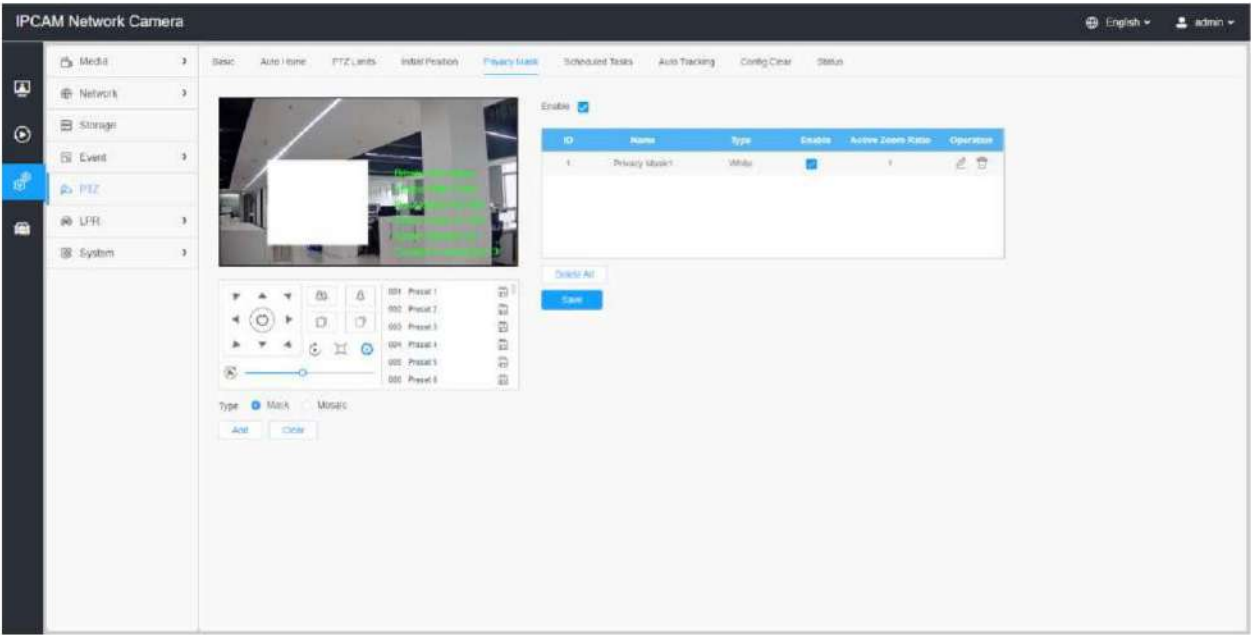 IPCAM Network Camera English admin
Media
Network
Storage
Event
PTZ
LPR
System
Basic Auto Home PTZ Limits Initial Position Privacy Mask Scheduled Tasks Auto Tracking Config Clear Status
Enable
ID Name Type Enable Active Zoom Ratio Operation
1 Privacy Mask1 White 1
Delete All
Save
001 Preset 1
002 Preset 2
003 Preset 3
004 Preset 4
005 Preset 5
006 Preset 6
Type Mask Mosaic
Add Clear